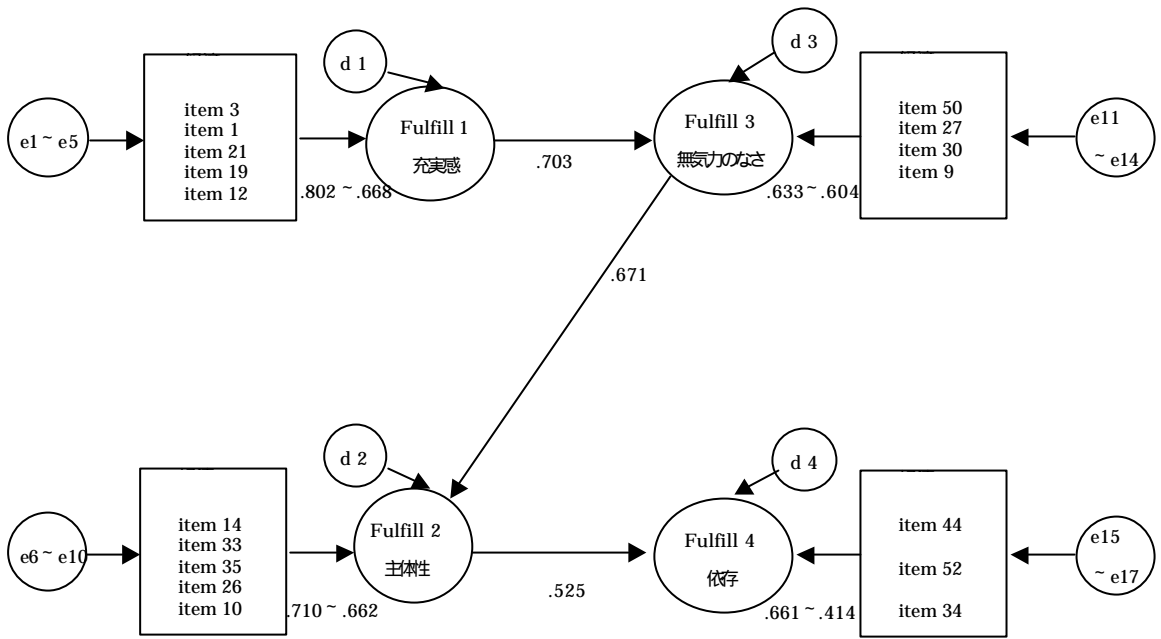 d 1
d 3
e1 ~ e5
item 3
item 1
item 21
item 19
item 12
.802 ~ .668
Fulfill 1
充実感
.703
Fulfill 3
無気力のなさ
.633 ~ .604
item 50
item 27
item 30
item 9
e11
~ e14
.671
d 2
d 4
e6 ~ e10
item 14
item 33
item 35
item 26
item 10
.710 ~ .662
Fulfill 2
主体性
.525
Fulfill 4
依存
.661 ~ .414
item 44
item 52
item 34
e15
~ e17